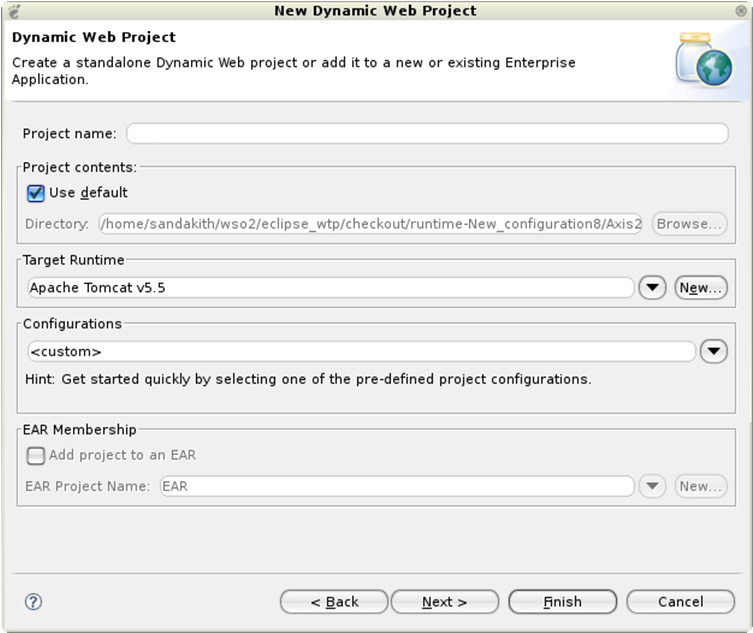 New Dynamic Web Project
Dynamic Web Project
Create a standalone Dynamic Web project or add it to a new or existing Enterprise
Application.
Project name:
Project contents:
Use default
Directory: /home/sandakith/wso2/eclipse_wtp/checkout/runtime-New_configuration8/Axis2 Browse...
Target Runtime
Apache Tomcat v5.5 New...
Configurations
<custom>
Hint: Get started quickly by selecting one of the pre-defined project configurations.
EAR Membership
Add project to an EAR
EAR Project Name: EAR New...
? < Back Next > Finish Cancel